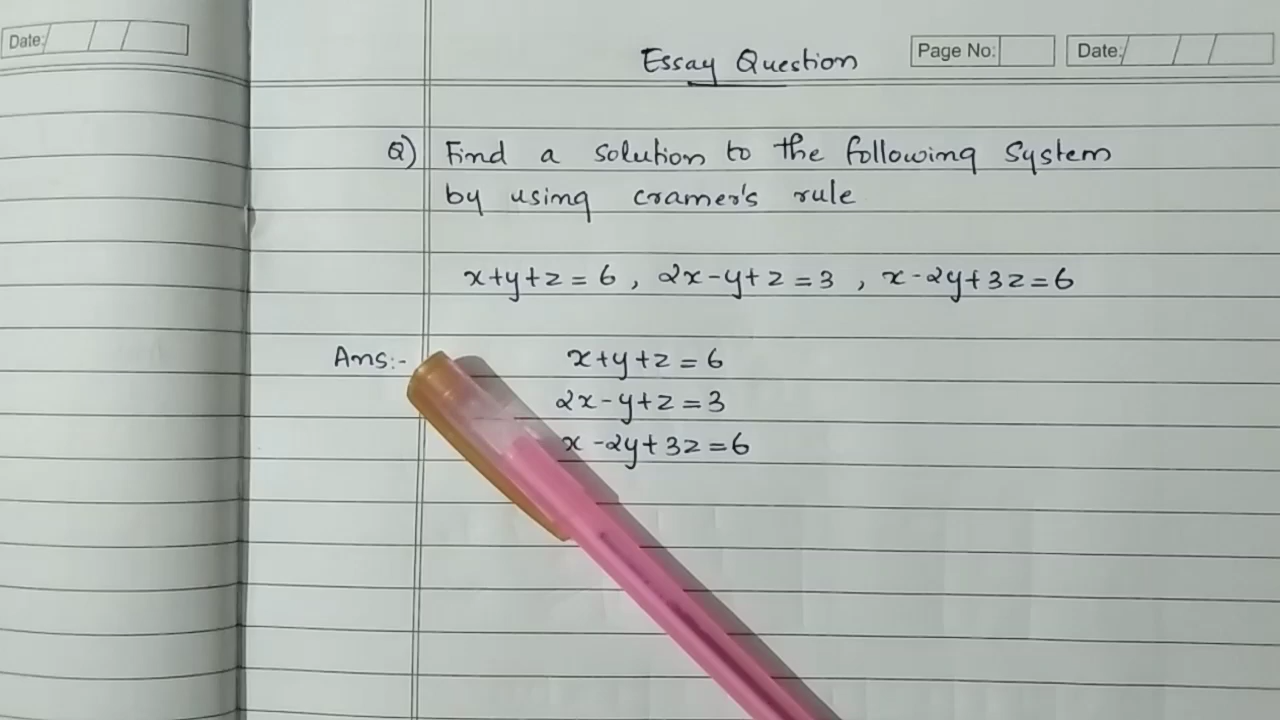 Date:
Essay Question
Page No:
Date:
Q) Find a solution to the following System
by using cramer's rule
x+y+z=6, 2x-y+z=3, x-2y+3z=6
Ans:- x+y+z=6
2x-y+z=3
x-2y+3z=6